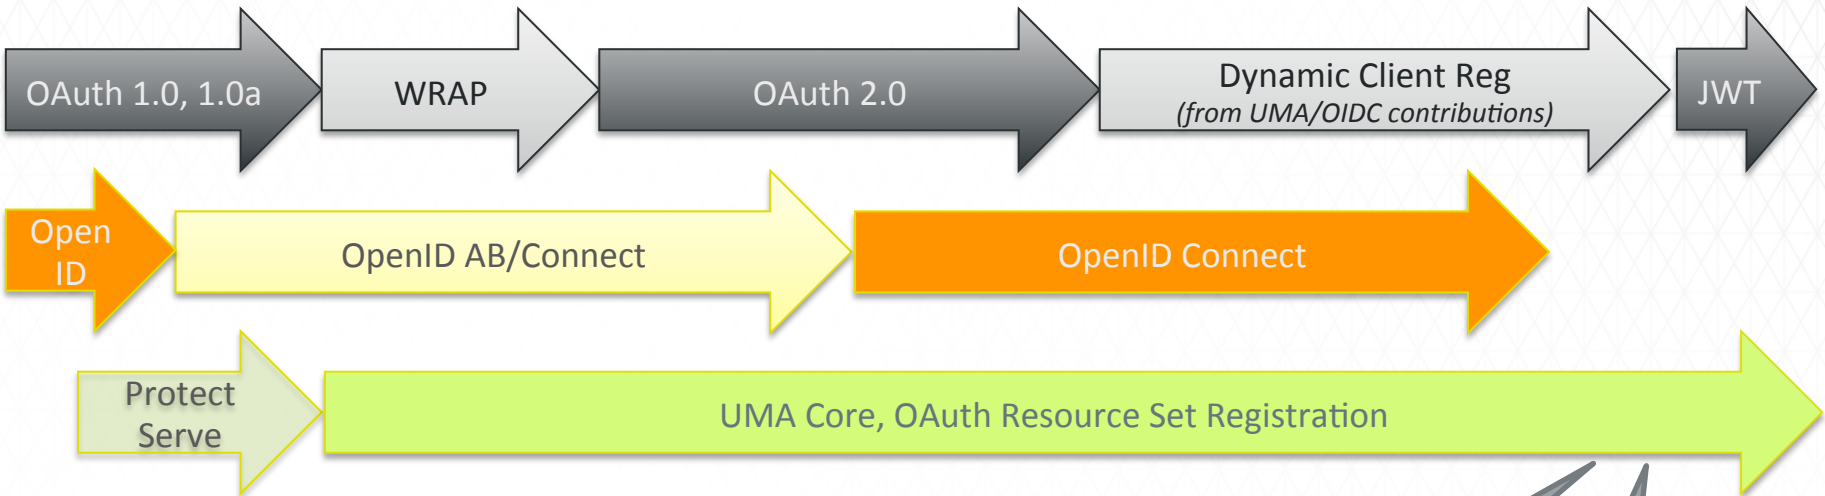 OAuth 1.0, 1.0a
WRAP
OAuth 2.0
Dynamic Client Reg
(from UMA/OIDC contributions)
JWT
Open
ID
OpenID AB/Connect
OpenID Connect
Protect
Serve
UMA Core, OAuth Resource Set Registration